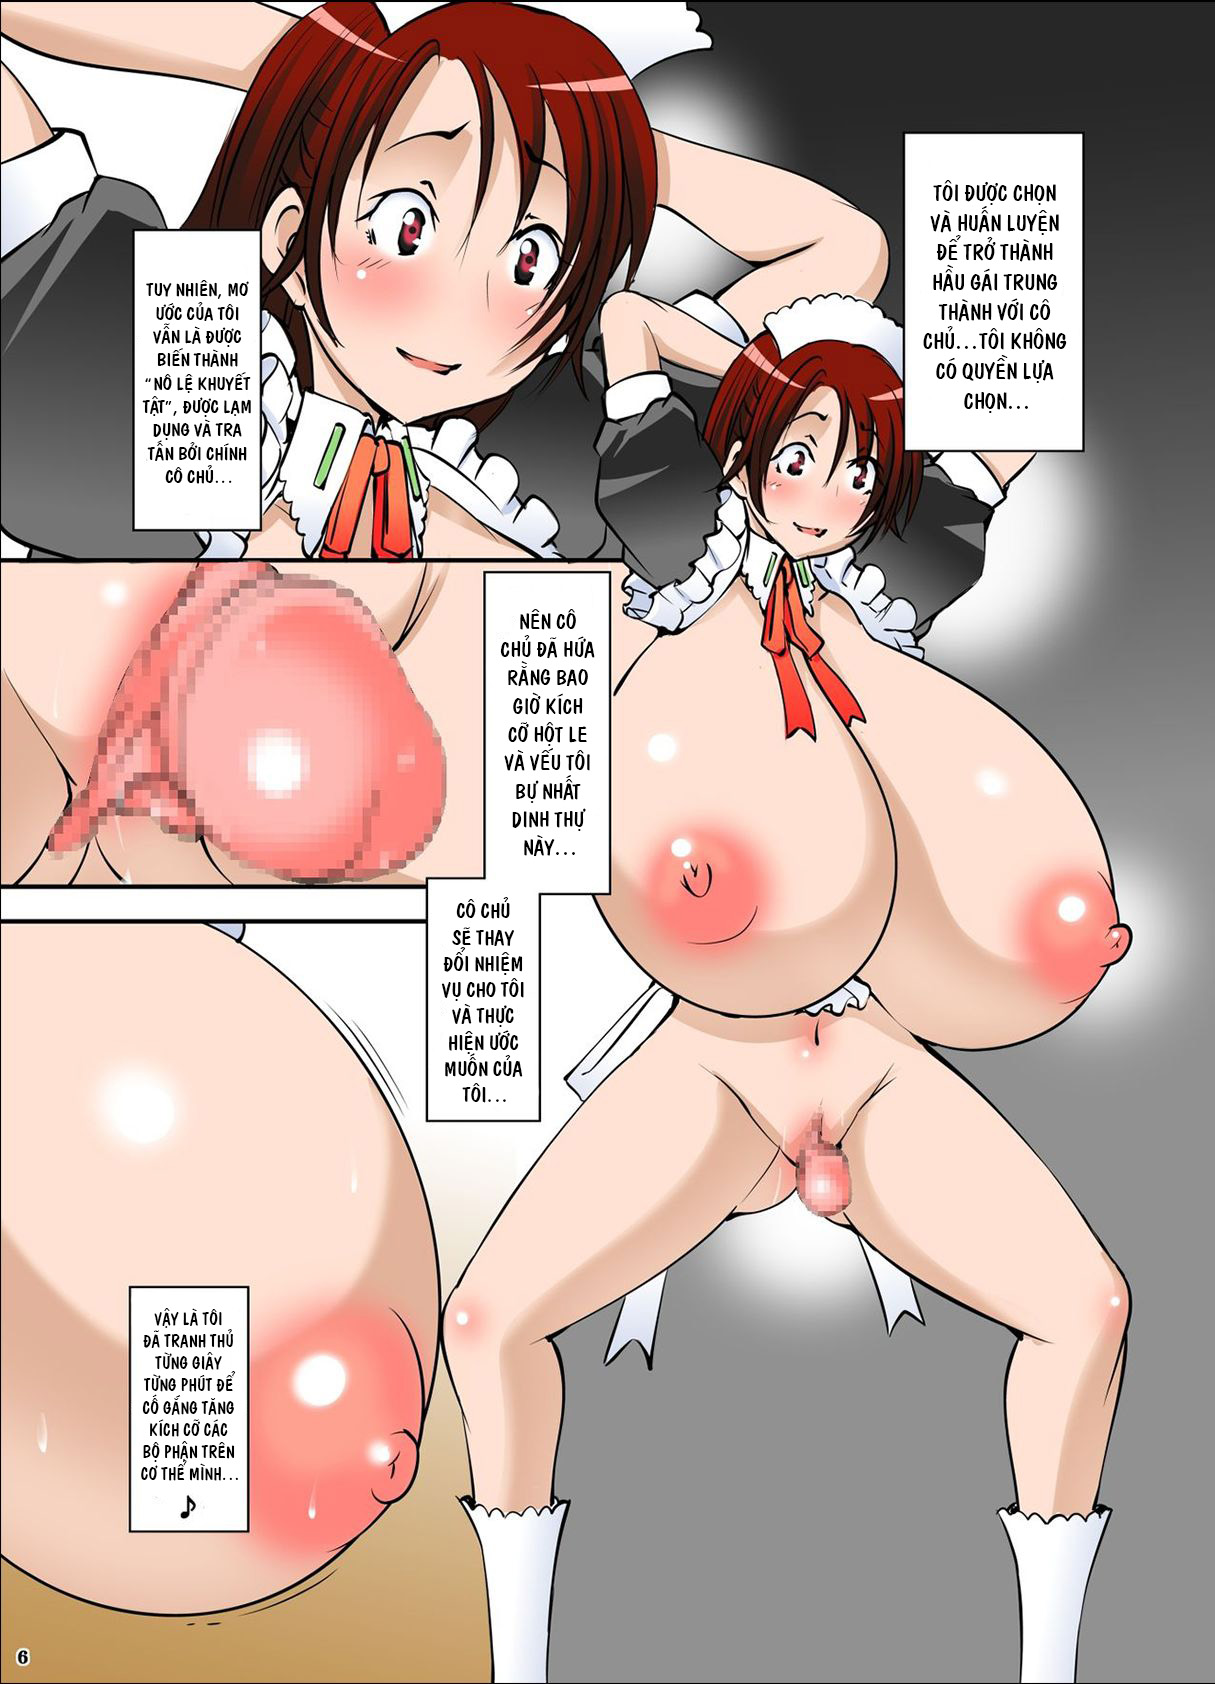 TÔI ĐƯỢC CHỌN
VÀ HUẤN LUYỆN
ĐỂ TRỞ THÀNH
HẦU GÁI TRUNG
THÀNH VỚI CÔ
CHỦ...TÔI KHÔNG
CÓ QUYỀN LỰA
CHỌN...
TUY NHIÊN, MƠ
ƯỚC CỦA TÔI
VẪN LÀ ĐƯỢC
BIẾN THÀNH
“NÔ LỆ KHUYẾT
TẬT”, ĐƯỢC LẠM
DỤNG VÀ TRA
TẤN BỞI CHÍNH
CÔ CHỦ...
NÊN CÔ
CHỦ ĐÃ HỨA
RẰNG BAO
GIỜ KÍCH
CỠ HỘT LE
VÀ VẾU TÔI
BỰ NHẤT
DINH THỰ
NÀY...
CÔ CHỦ
SẼ THAY
ĐỔI NHIỆM
VỤ CHO TÔI
VÀ THỰC
HIỆN ƯỚC
MUỐN CỦA
TÔI...
VẬY LÀ TÔI
ĐÃ TRANH THỦ
TỪNG GIÂY
TỪNG PHÚT ĐỂ
CỐ GẮNG TĂNG
KÍCH CỠ CÁC
BỘ PHẬN TRÊN
CƠ THỂ MÌNH...
♪
6